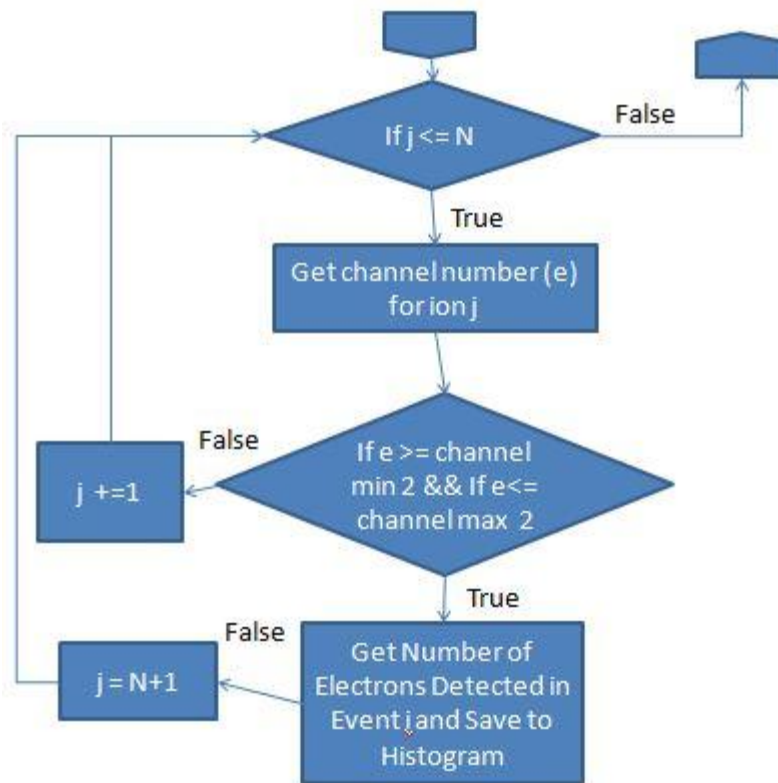 If j <= N
False
True
Get channel number (e)
for ion j
False
If e >= channel
min 2 && If e<=
channel max 2
j +=1
True
False
j = N+1
Get Number of
Electrons Detected in
Event j and Save to
Histogram